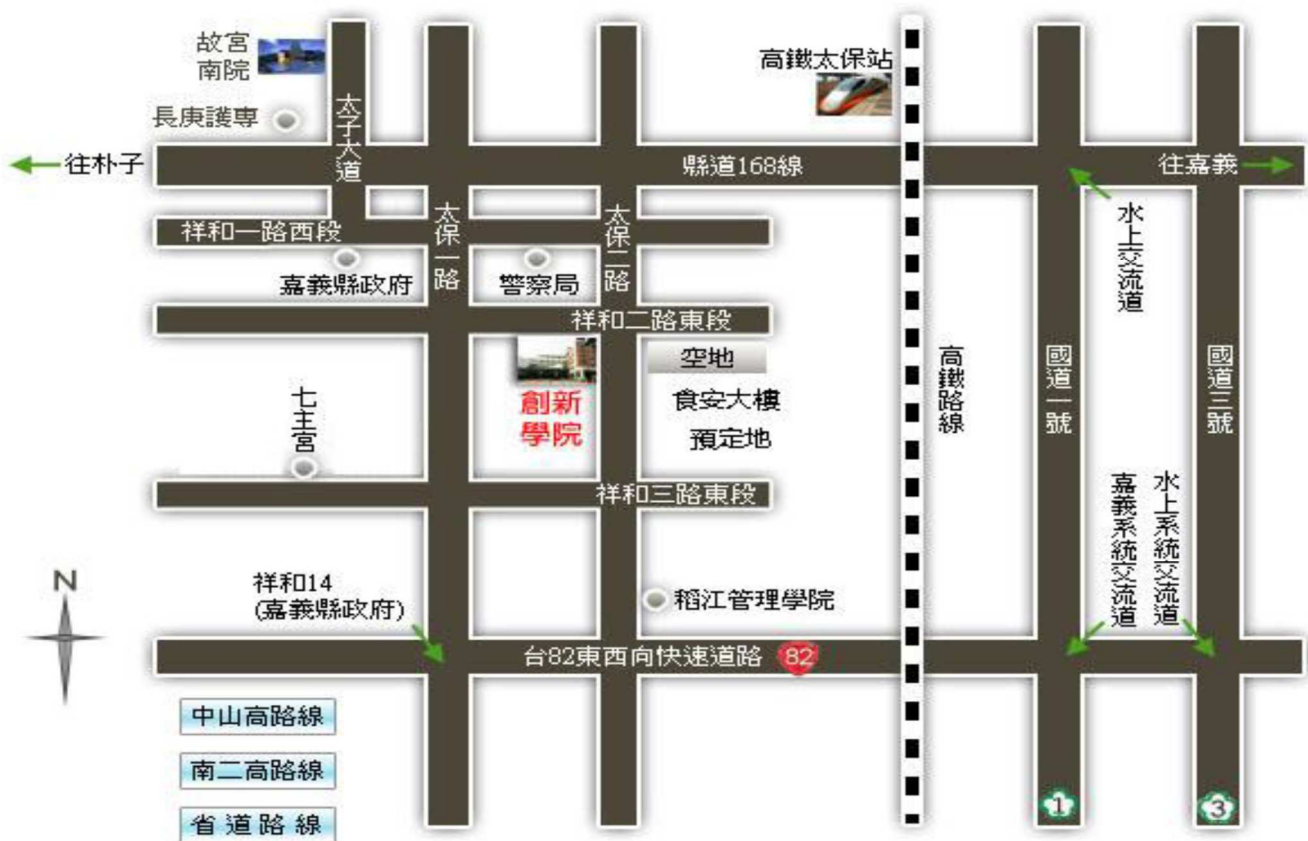 故宮
南院
長庚護専
高鐵太保站
往朴子
太子大道
縣道168線
往嘉義
祥和一路西段
太保一路
太保二路
水上交流道
嘉義縣政府
警察局
祥和二路東段
空地
食安大樓
預定地
創新
學院
高鐵路線
國道一號
國道三號
七主宮
祥和三路東段
嘉義系統交流道
水上系統交流道
N
祥和14
(嘉義縣政府)
稻江管理學院
台82東西向快速道路
82
中山高路線
南二高路線
省道路線
1
3